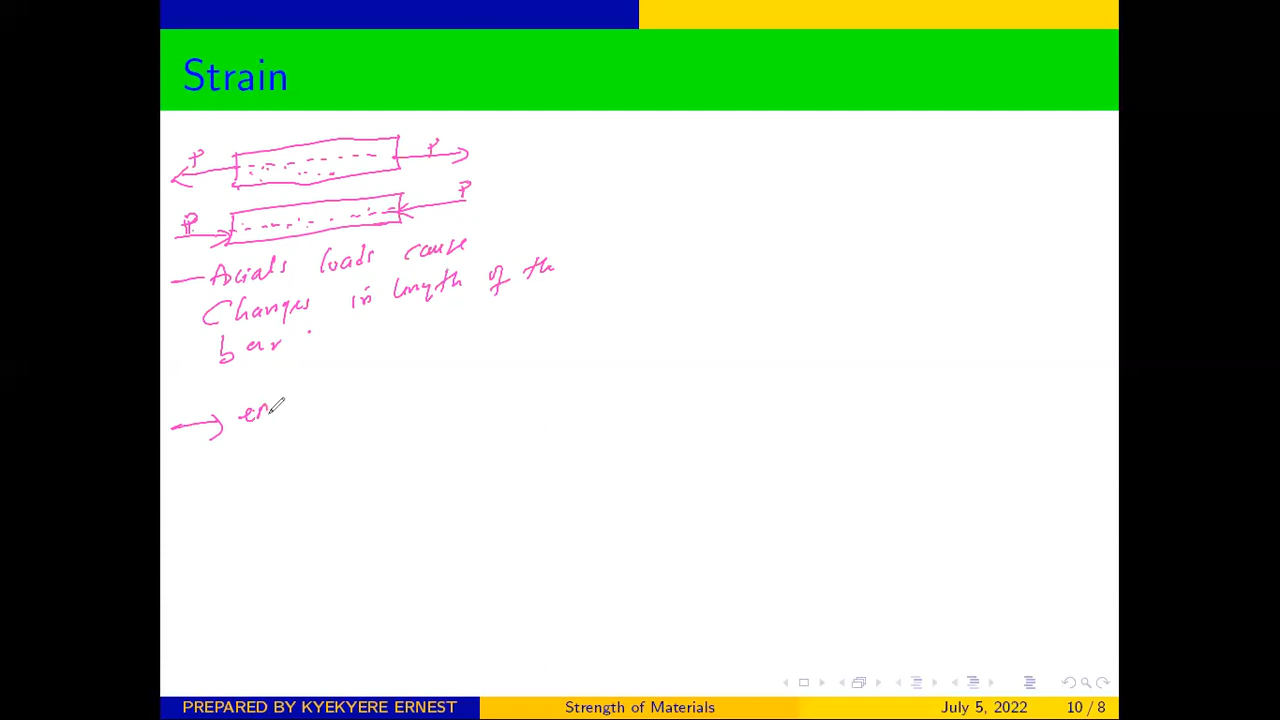 Strain
P P
P P
— Axials loads cause
Changes in length of the
bar
en
PREPARED BY KYEKYERE ERNEST Strength of Materials July 5, 2022 10 / 8